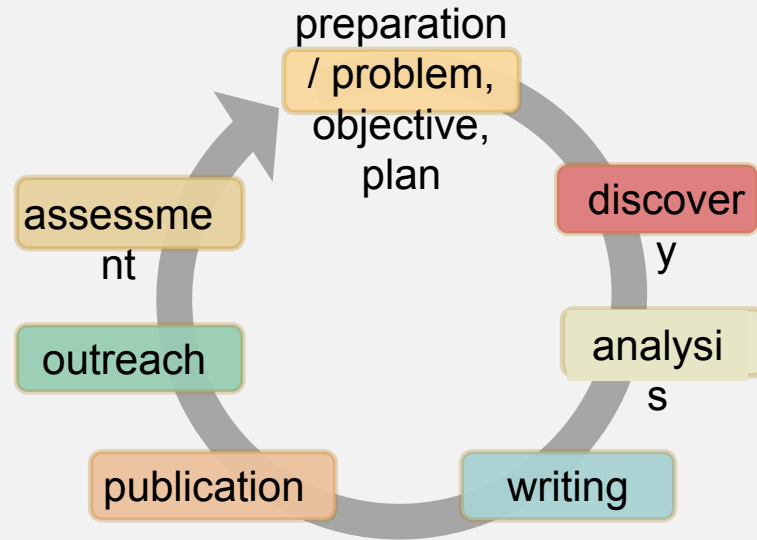 preparation
/ problem,
objective,
plan
discover
y
analysi
s
writing
publication
outreach
assessme
nt